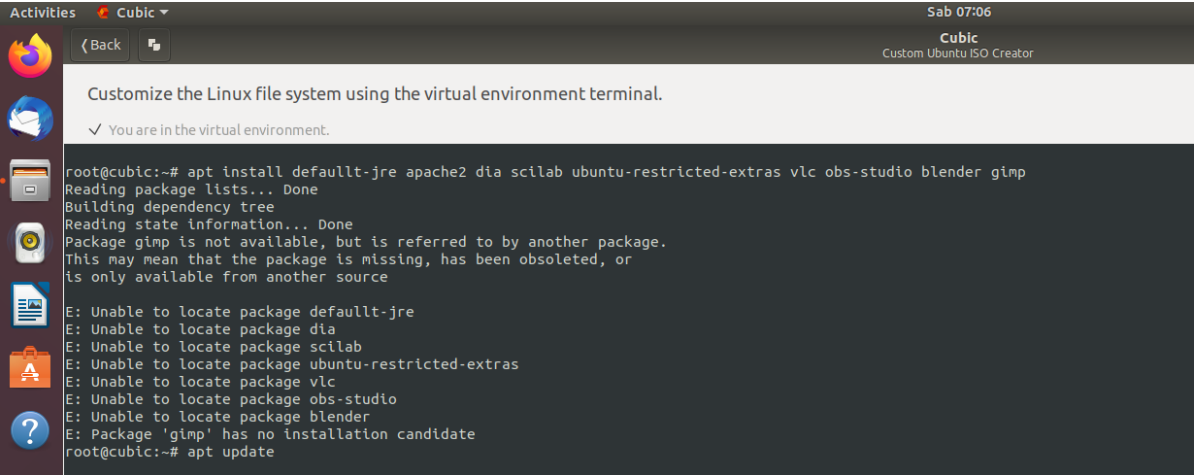 Activities Cubic Sab 07:06
Back Cubic
Custom Ubuntu ISO Creator
Customize the Linux file system using the virtual environment terminal.
✓ You are in the virtual environment.
root@cubic:~# apt install defaullt-jre apache2 dia scilab ubuntu-restricted-extras vlc obs-studio blender gimp
Reading package lists... Done
Building dependency tree
Reading state information... Done
Package gimp is not available, but is referred to by another package.
This may mean that the package is missing, has been obsoleted, or
is only available from another source
E: Unable to locate package defaullt-jre
E: Unable to locate package dia
E: Unable to locate package scilab
E: Unable to locate package ubuntu-restricted-extras
E: Unable to locate package vlc
E: Unable to locate package obs-studio
E: Unable to locate package blender
E: Package 'gimp' has no installation candidate
root@cubic:~# apt update